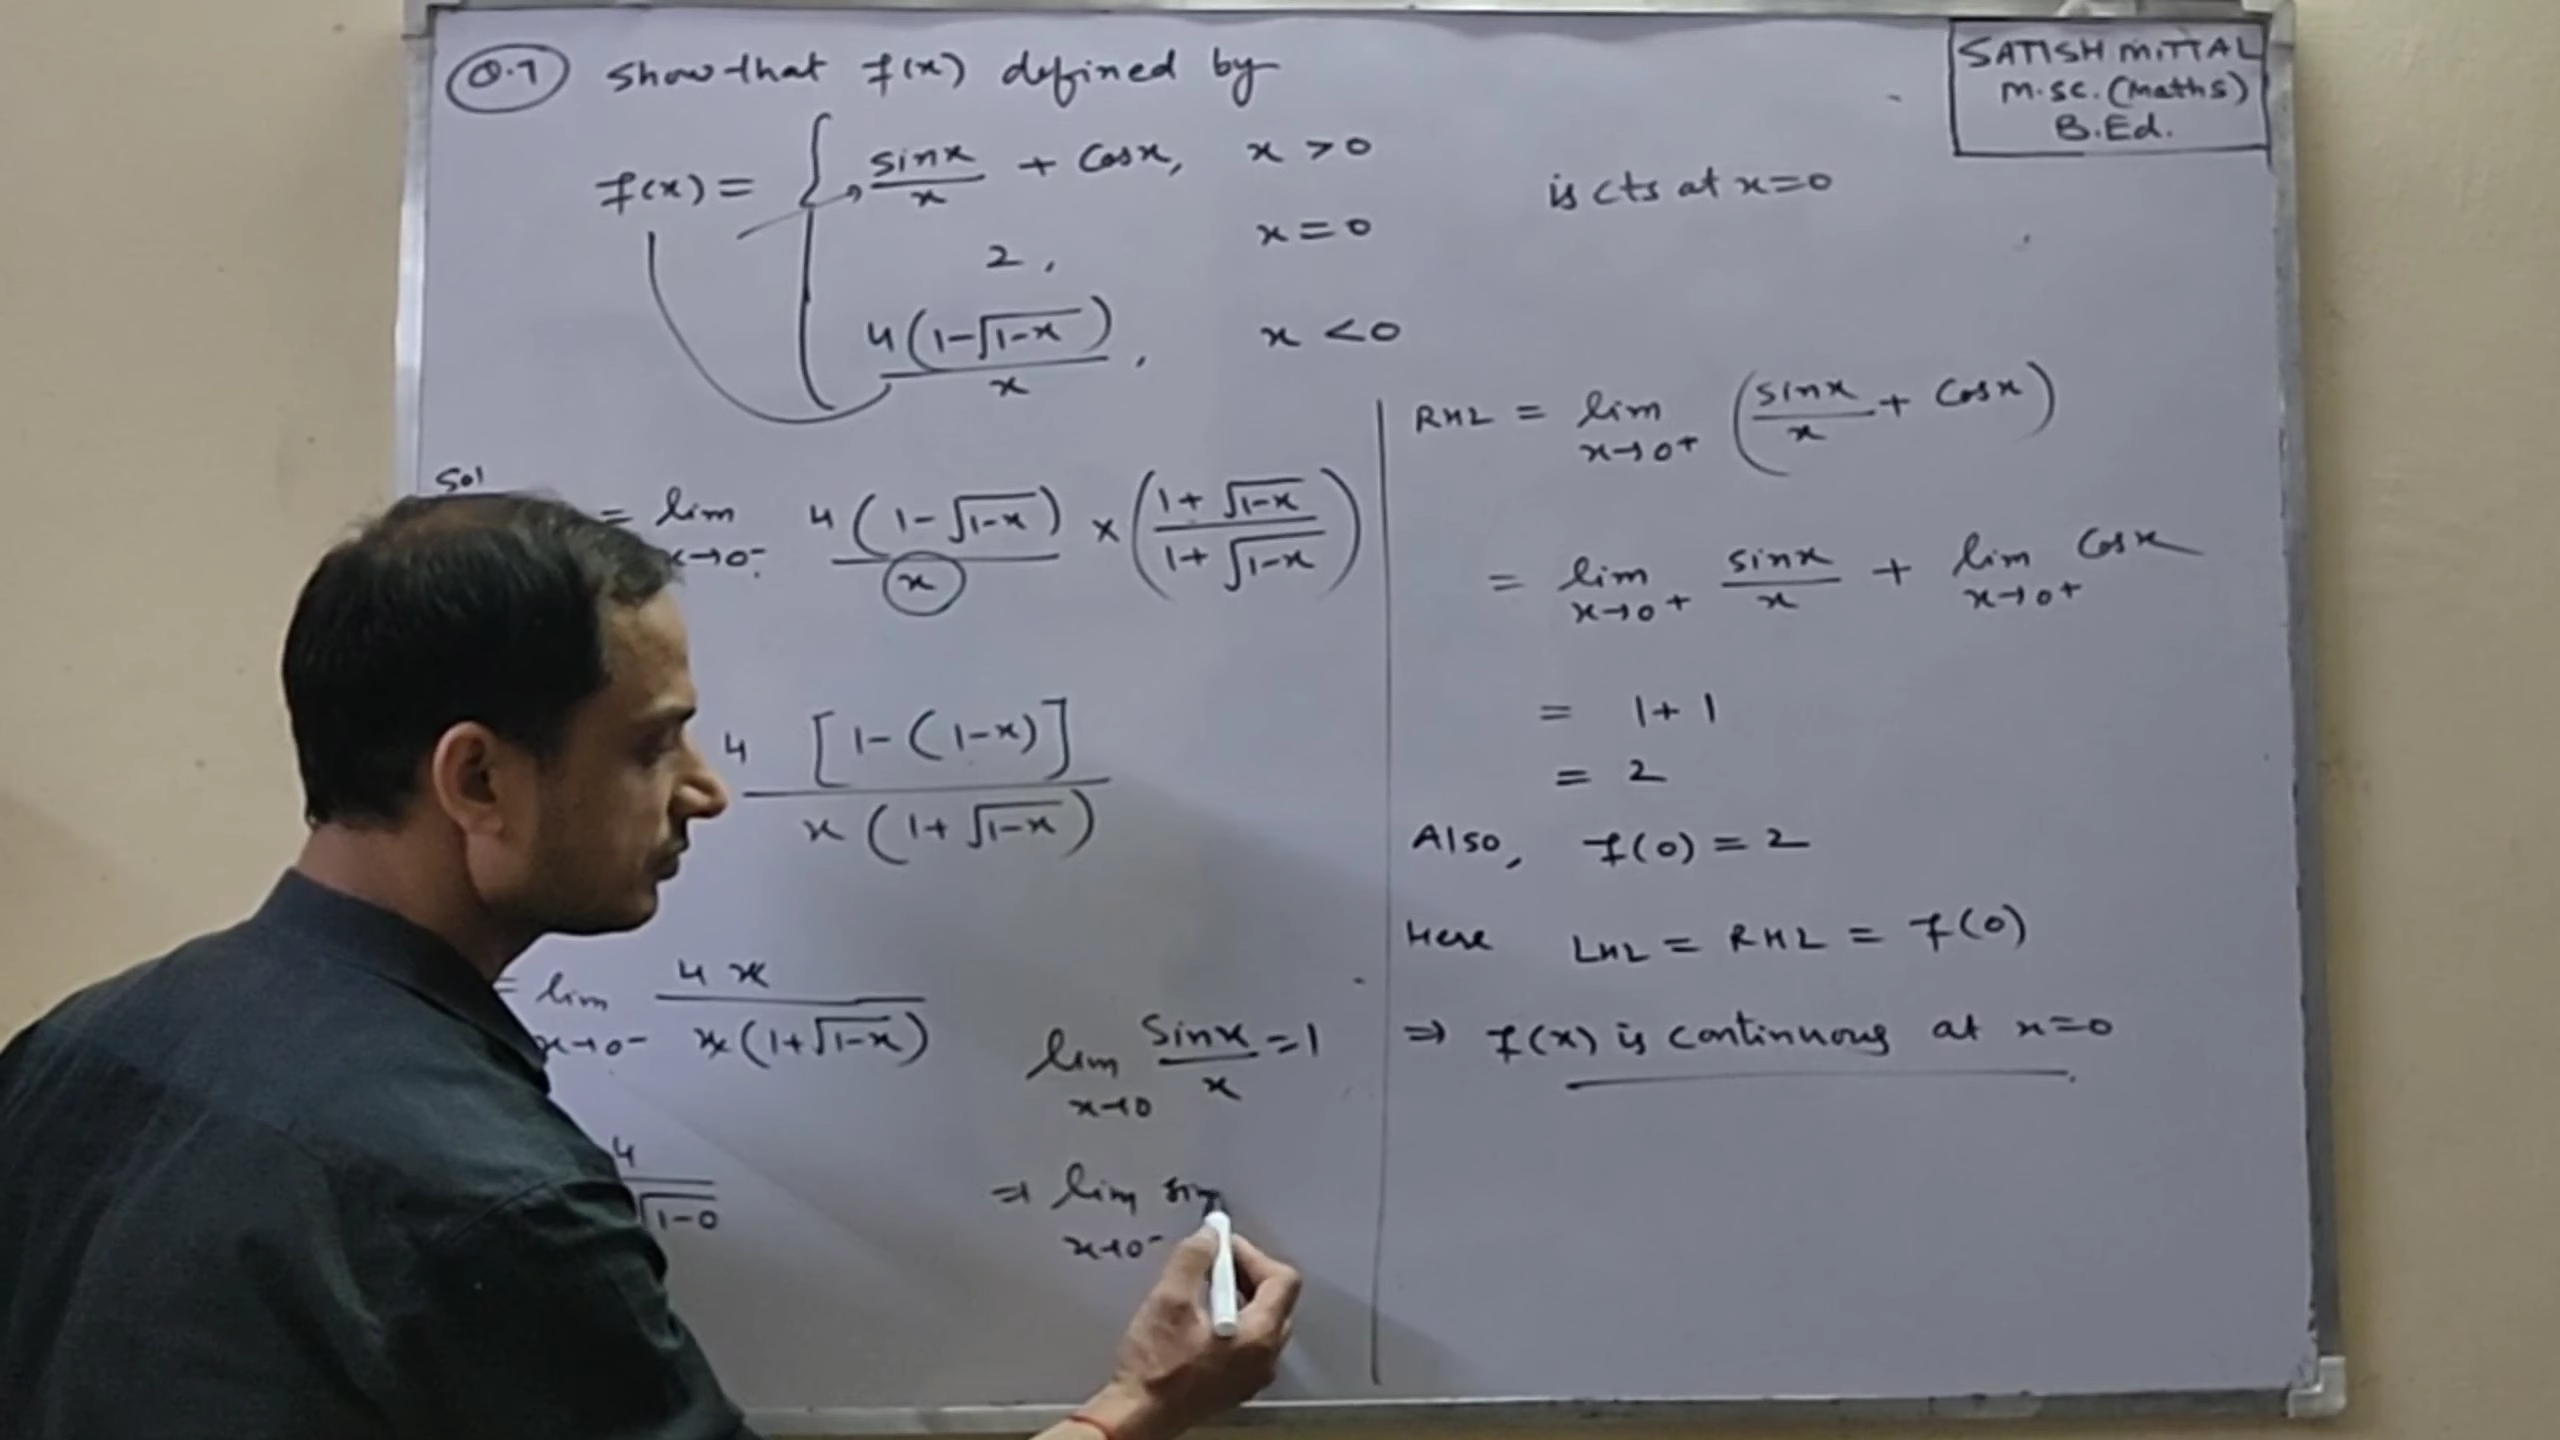 Q.7 Show that f(x) defined by
SATISH MITTAL
M.SC. (Maths)
B.Ed.
f(x) = { sinx/x + Cosx, x > 0
2, x = 0
4(1-√(1-x))/x, x < 0
is cts at x=0
Sol
= lim x→0⁻ 4(1-√(1-x))/x × ((1+√(1-x))/(1+√(1-x)))
4[1-(1-x)]/x(1+√(1-x))
= lim x→0⁻ 4x/x(1+√(1-x))
4/√(1-0)
lim x→0 Sinx/x = 1
⇒ lim x→0⁻ sin
RHL = lim x→0+ (sinx/x + Cosx)
= lim x→0+ sinx/x + lim x→0+ Cosx
= 1+1
= 2
Also, f(0) = 2
Here LHL = RHL = f(0)
⇒ f(x) is continuous at x=0